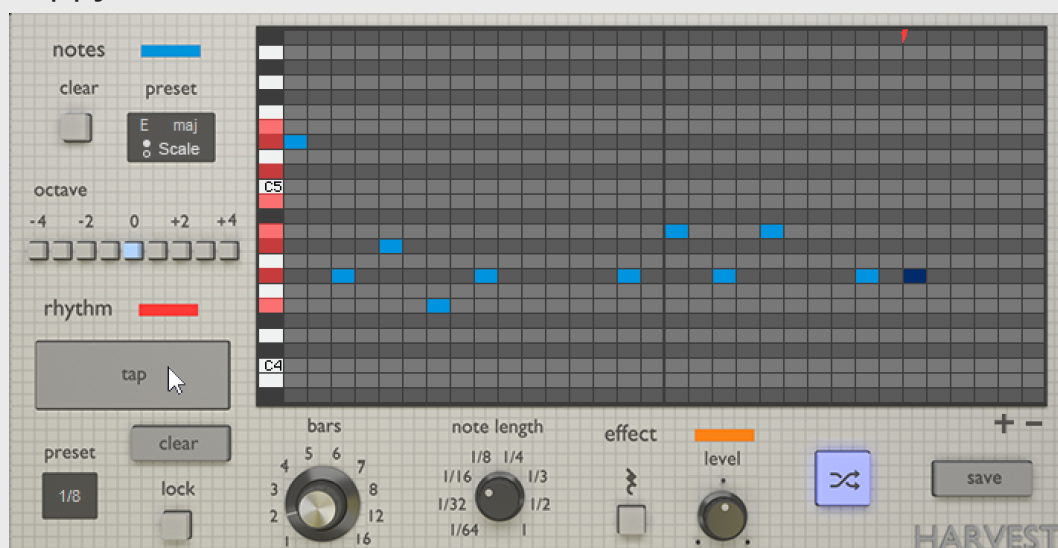 notes
clear preset
E maj
Scale
octave
-4 -2 0 +2 +4
rhythm
tap
clear
preset
1/8
lock
C5
C4
bars
1 2 3 4 5 6 7 8 12 16
note length
1/64 1/32 1/16 1/8 1/4 1/3 1/2 1
effect
level
+ −
save
HARVEST